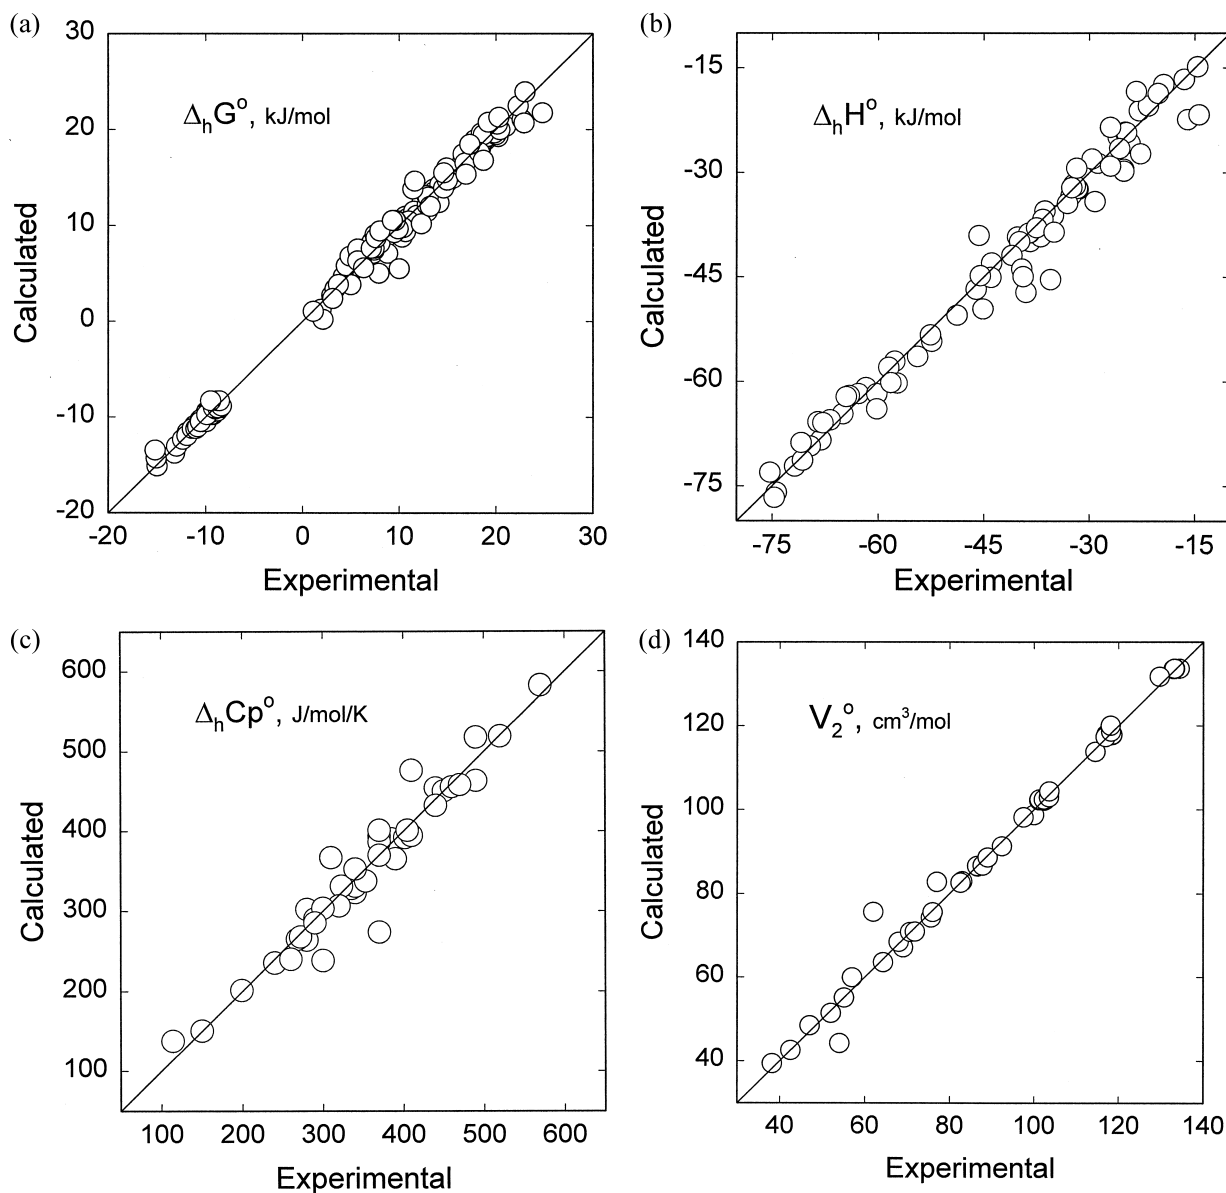 (a)
30
20
10
0
-10
-20
-20 -10 0 10 20 30
Calculated
Experimental
ΔhGº, kJ/mol
(b)
-15
-30
-45
-60
-75
-75 -60 -45 -30 -15
Calculated
Experimental
ΔhHº, kJ/mol
(c)
600
500
400
300
200
100
100 200 300 400 500 600
Calculated
Experimental
ΔhCpº, J/mol/K
(d)
140
120
100
80
60
40
40 60 80 100 120 140
Calculated
Experimental
V2º, cm³/mol